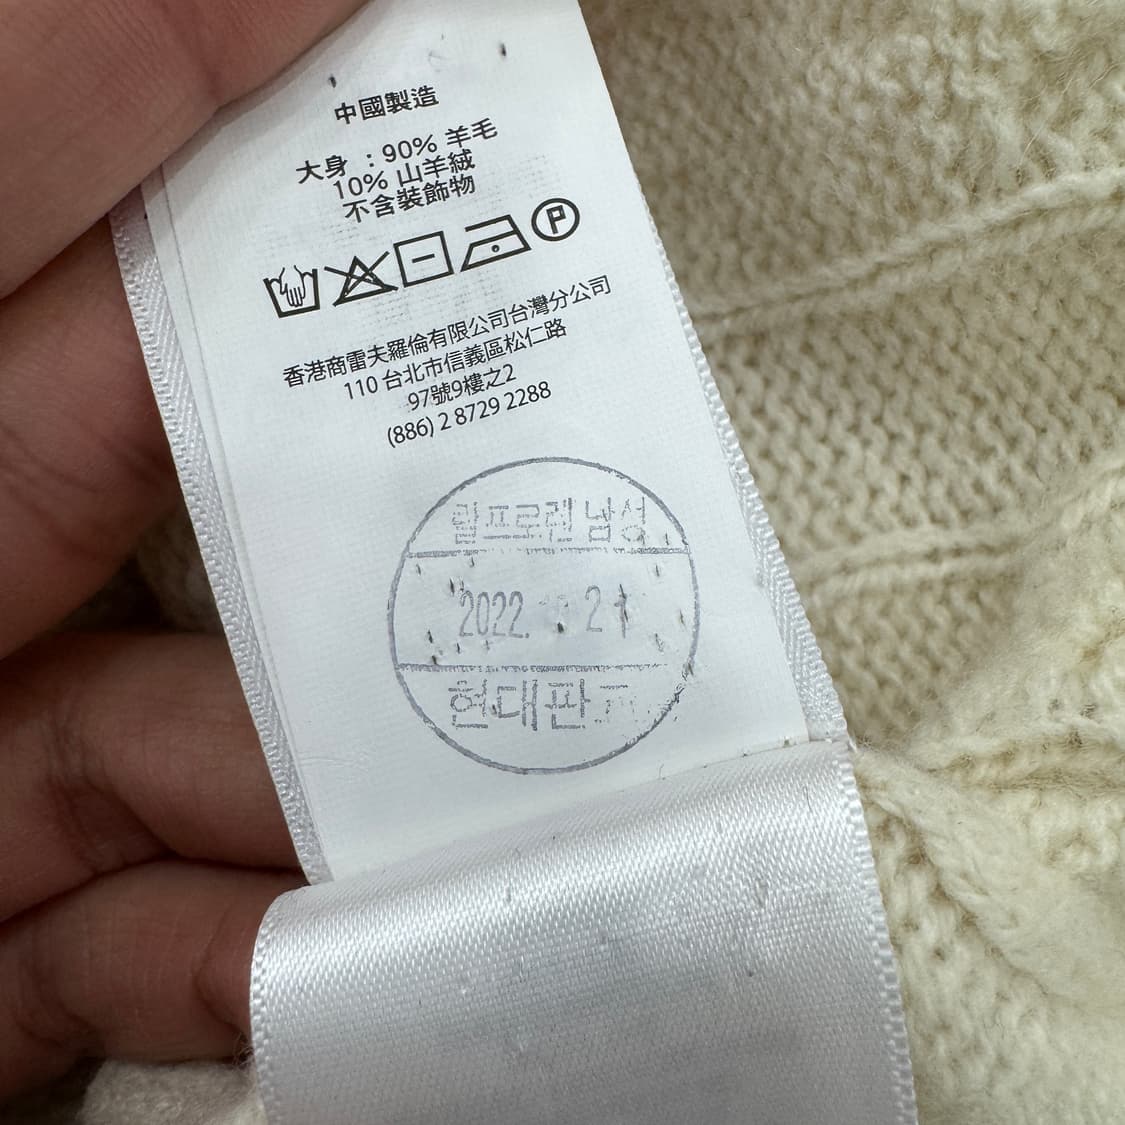 中國製造
大身 : 90% 羊毛
10% 山羊絨
不含裝飾物
P
香港商雷夫羅倫有限公司台灣分公司
110 台北市信義區松仁路
97號9樓之2
(886) 2 8729 2288
랄프로렌 남성
2022.
현대판교